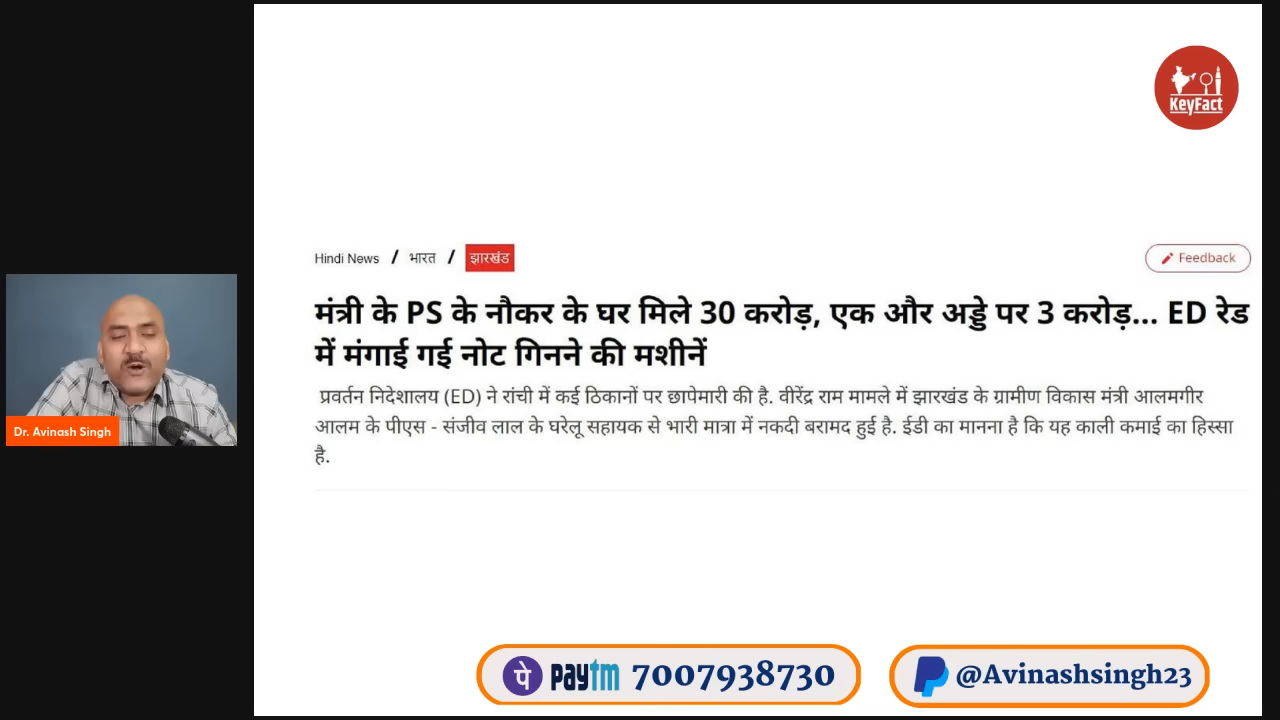 KeyFact
Hindi News / भारत / झारखंड
Feedback
मंत्री के PS के नौकर के घर मिले 30 करोड़, एक और अड्डे पर 3 करोड़... ED रेड
में मंगाई गई नोट गिनने की मशीनें
प्रवर्तन निदेशालय (ED) ने रांची में कई ठिकानों पर छापेमारी की है. वीरेंद्र राम मामले में झारखंड के ग्रामीण विकास मंत्री आलमगीर
आलम के पीएस - संजीव लाल के घरेलू सहायक से भारी मात्रा में नकदी बरामद हुई है. ईडी का मानना है कि यह काली कमाई का हिस्सा
है.
Dr. Avinash Singh
पे paytm 7007938730
@Avinashsingh23